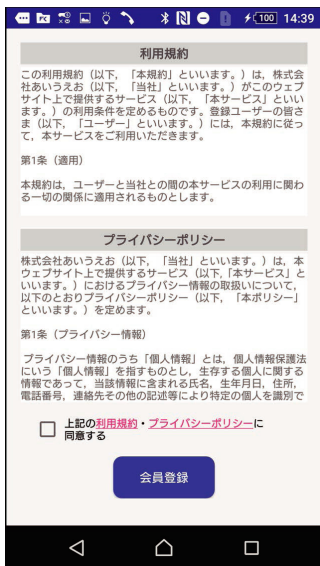 100 14:39
利用規約
この利用規約（以下，「本規約」といいます。）は，株式会
社あいうえお（以下，「当社」といいます。）がこのウェブ
サイト上で提供するサービス（以下，「本サービス」といい
ます。）の利用条件を定めるものです。登録ユーザーの皆さ
ま（以下，「ユーザー」といいます。）には，本規約に従っ
て，本サービスをご利用いただきます。
第1条（適用）
本規約は，ユーザーと当社との間の本サービスの利用に関わ
る一切の関係に適用されるものとします。
プライバシーポリシー
株式会社あいうえお（以下，「当社」といいます。）は，本
ウェブサイト上で提供するサービス（以下,「本サービス」と
いいます。）におけるプライバシー情報の取扱いについて，
以下のとおりプライバシーポリシー（以下，「本ポリシー」
といいます。）を定めます。
第1条（プライバシー情報）
プライバシー情報のうち「個人情報」とは，個人情報保護法
にいう「個人情報」を指すものとし，生存する個人に関する
情報であって，当該情報に含まれる氏名，生年月日，住所，
電話番号，連絡先その他の記述等により特定の個人を識別で
上記の利用規約・プライバシーポリシーに
同意する
会員登録